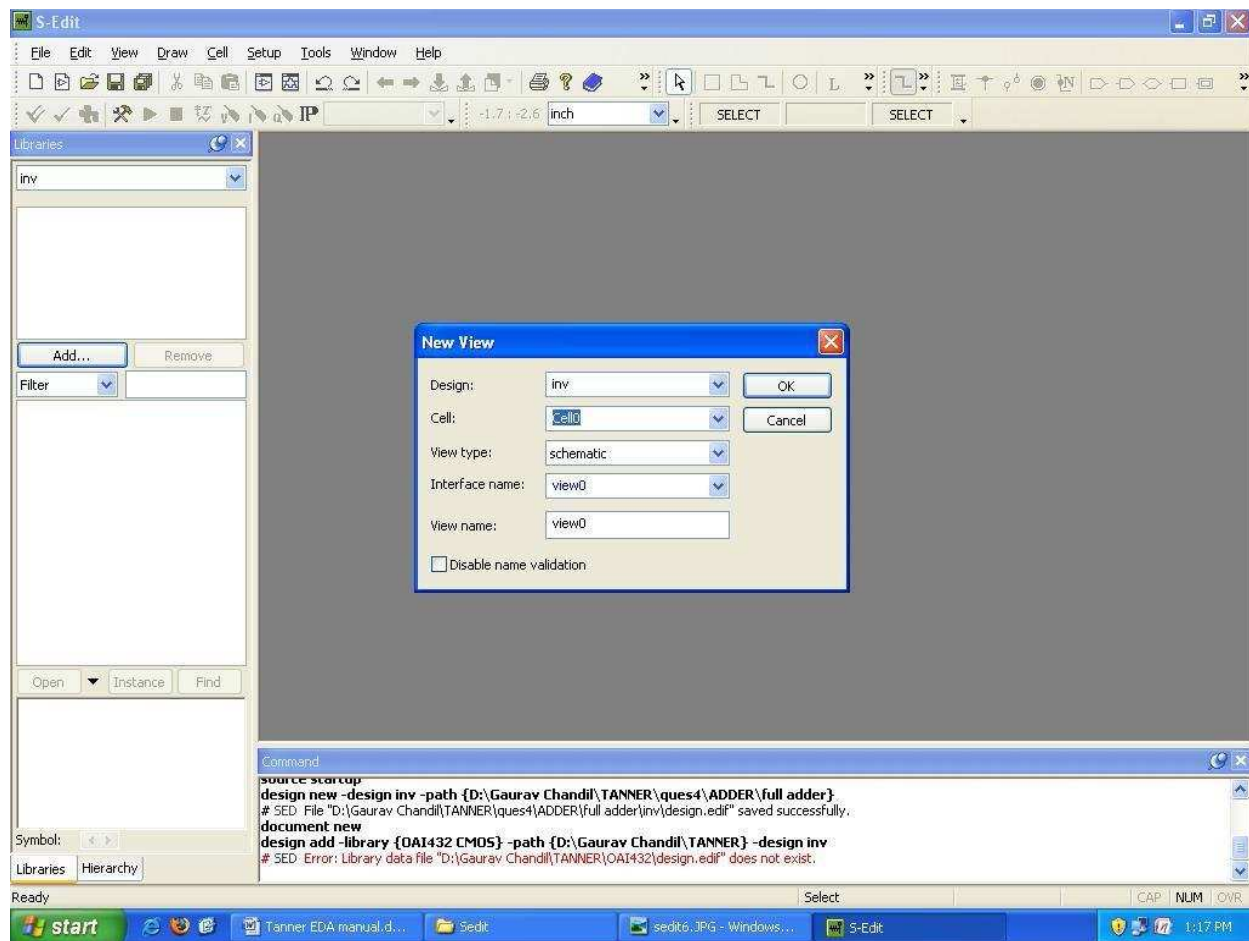 S-Edit
File Edit View Draw Cell Setup Tools Window Help
IP -1.7 : -2.6 inch SELECT SELECT
Libraries
inv
Add... Remove
Filter
New View
Design: inv OK
Cell: Cell0 Cancel
View type: schematic
Interface name: view0
View name: view0
Disable name validation
Open Instance Find
Command
source startup
design new -design inv -path {D:\Gaurav Chandil\TANNER\ques4\ADDER\full adder}
# SED File "D:\Gaurav Chandil\TANNER\ques4\ADDER\full adder\inv\design.edif" saved successfully.
document new
design add -library {OAI432 CMOS} -path {D:\Gaurav Chandil\TANNER} -design inv
# SED Error: Library data file "D:\Gaurav Chandil\TANNER\OAI432\design.edif" does not exist.
Symbol:
Libraries Hierarchy
Ready Select CAP NUM OVR
start Tanner EDA manual.d... Sedit sedit6.JPG - Windows... S-Edit 1:17 PM